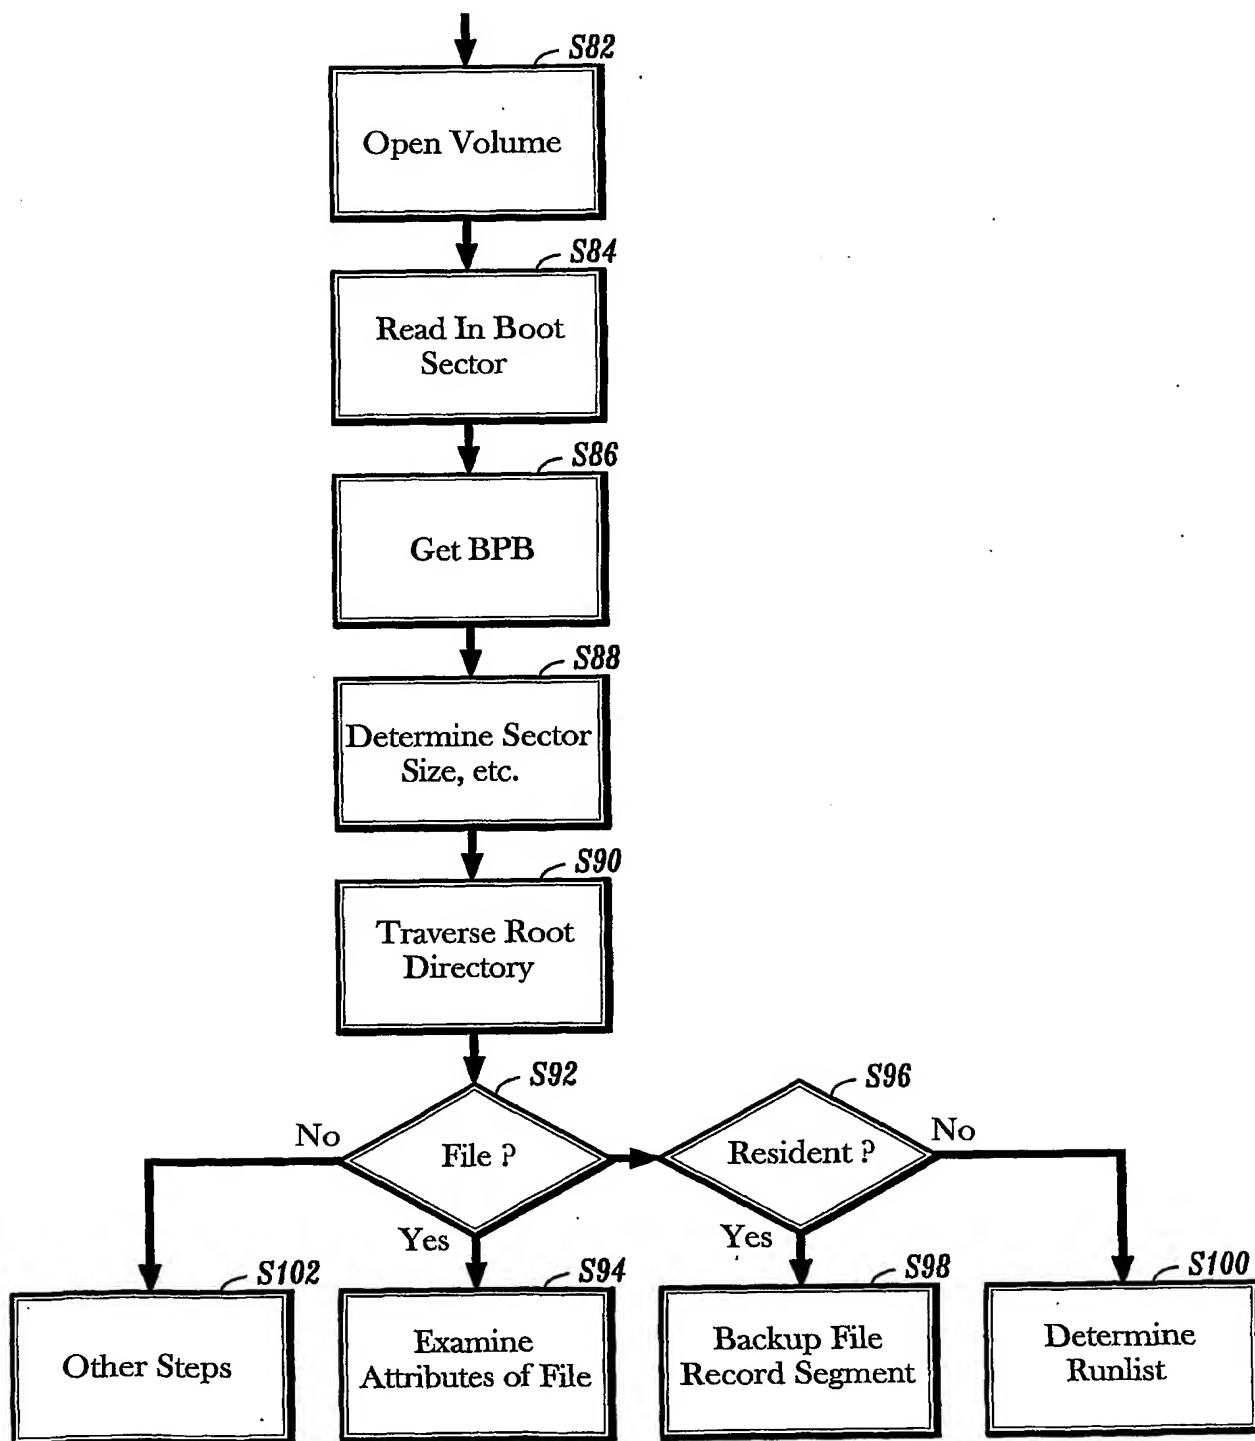 S82
Open Volume
S84
Read In Boot
Sector
S86
Get BPB
S88
Determine Sector
Size, etc.
S90
Traverse Root
Directory
S92
S96
No
File ?
Resident ?
No
Yes
Yes
S102
S94
S98
S100
Other Steps
Examine
Attributes of File
Backup File
Record Segment
Determine
Runlist